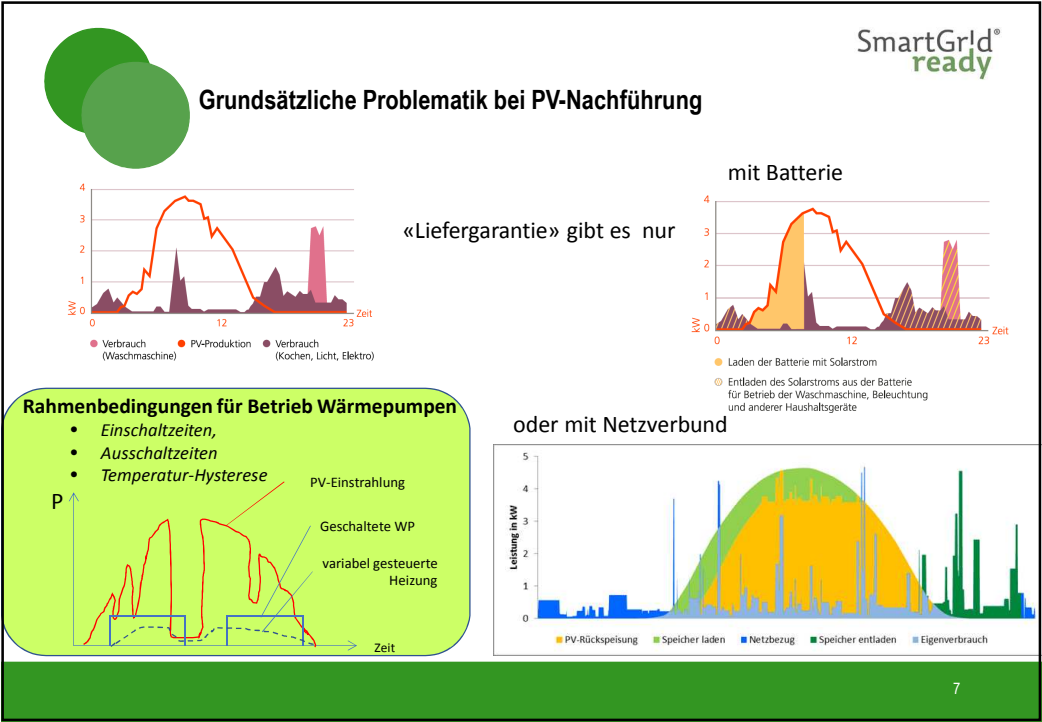 SmartGr!d®
ready
Grundsätzliche Problematik bei PV-Nachführung
4
3
2
1
0
kW
0
12
23
Zeit
Verbrauch
(Waschmaschine)
PV-Produktion
Verbrauch
(Kochen, Licht, Elektro)
«Liefergarantie» gibt es nur
mit Batterie
4
3
2
1
0
kW
0
12
23
Zeit
Laden der Batterie mit Solarstrom
Entladen des Solarstroms aus der Batterie
für Betrieb der Waschmaschine, Beleuchtung
und anderer Haushaltsgeräte
Rahmenbedingungen für Betrieb Wärmepumpen
• Einschaltzeiten,
• Ausschaltzeiten
• Temperatur-Hysterese
P
PV-Einstrahlung
Geschaltete WP
variabel gesteuerte
Heizung
Zeit
oder mit Netzverbund
5
4
3
2
1
0
Leistung in kW
PV-Rückspeisung
Speicher laden
Netzbezug
Speicher entladen
Eigenverbrauch
7